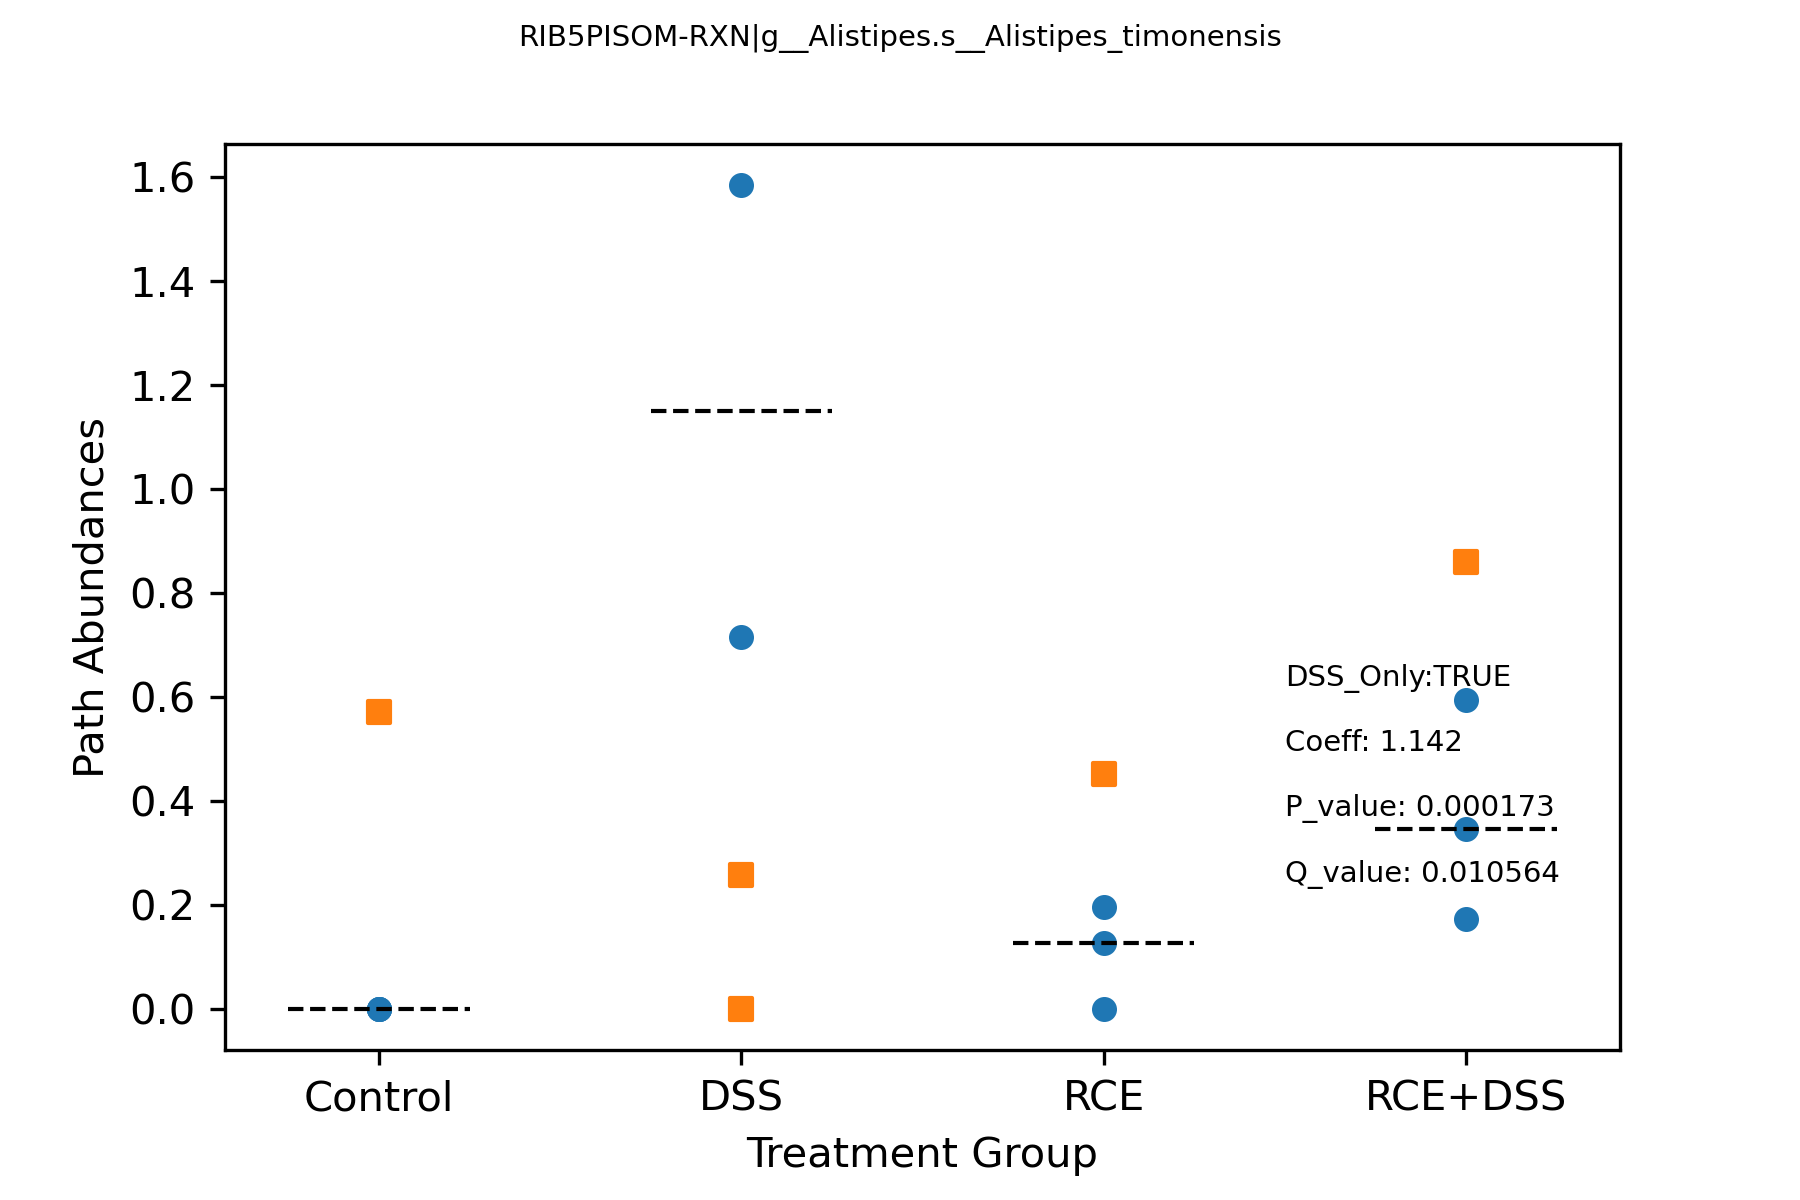 RIB5PISOM-RXN|g__Alistipes.s__Alistipes_timonensis
1.6
1.4
1.2
1.0
0.8
0.6
0.4
0.2
0.0
Path Abundances
DSS_Only:TRUE
Coeff: 1.142
P_value: 0.000173
Q_value: 0.010564
Control DSS RCE RCE+DSS
Treatment Group